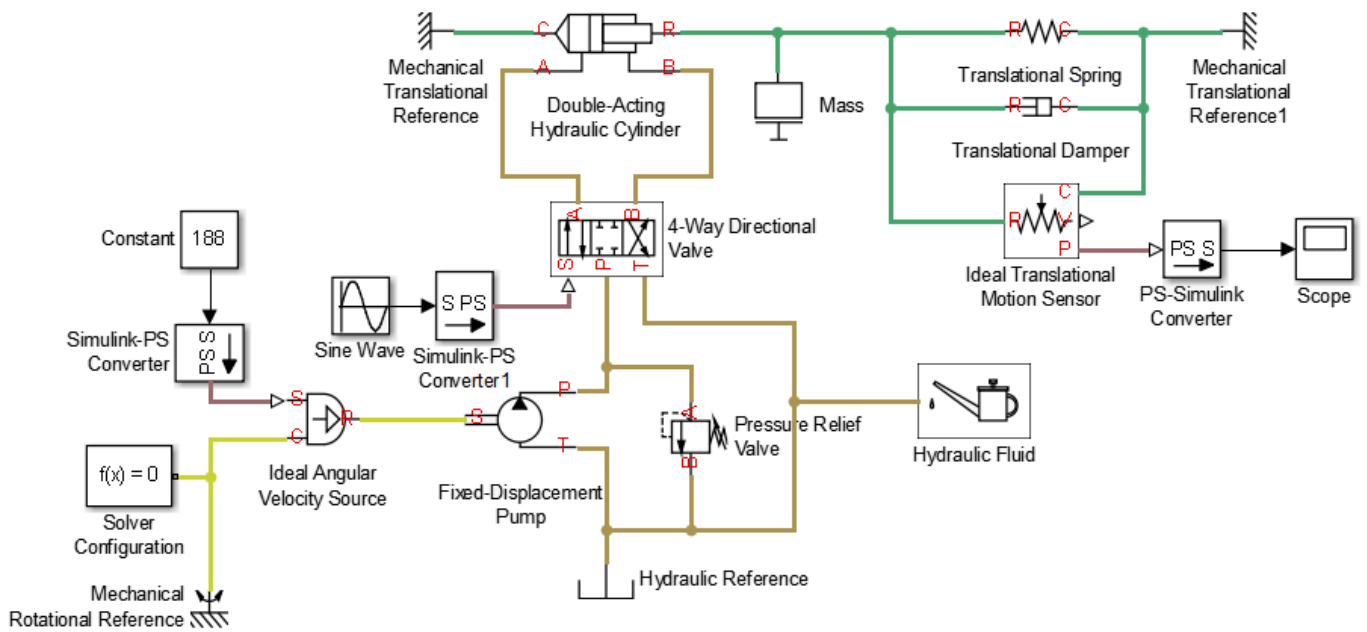 C
R
R
C
A
B
Mechanical
Translational
Reference
Double-Acting
Hydraulic Cylinder
Mass
Translational Spring
Mechanical
Translational
Reference1
R
C
Translational Damper
C
R
V
P
Ideal Translational
Motion Sensor
PS S
PS-Simulink
Converter
Scope
A
B
S
P
T
4-Way Directional
Valve
Constant
188
Simulink-PS
Converter
PS S
Sine Wave
S PS
Simulink-PS
Converter1
S
C
R
Ideal Angular
Velocity Source
f(x) = 0
Solver
Configuration
Mechanical
Rotational Reference
S
P
T
Fixed-Displacement
Pump
A
B
Pressure Relief
Valve
Hydraulic Fluid
Hydraulic Reference